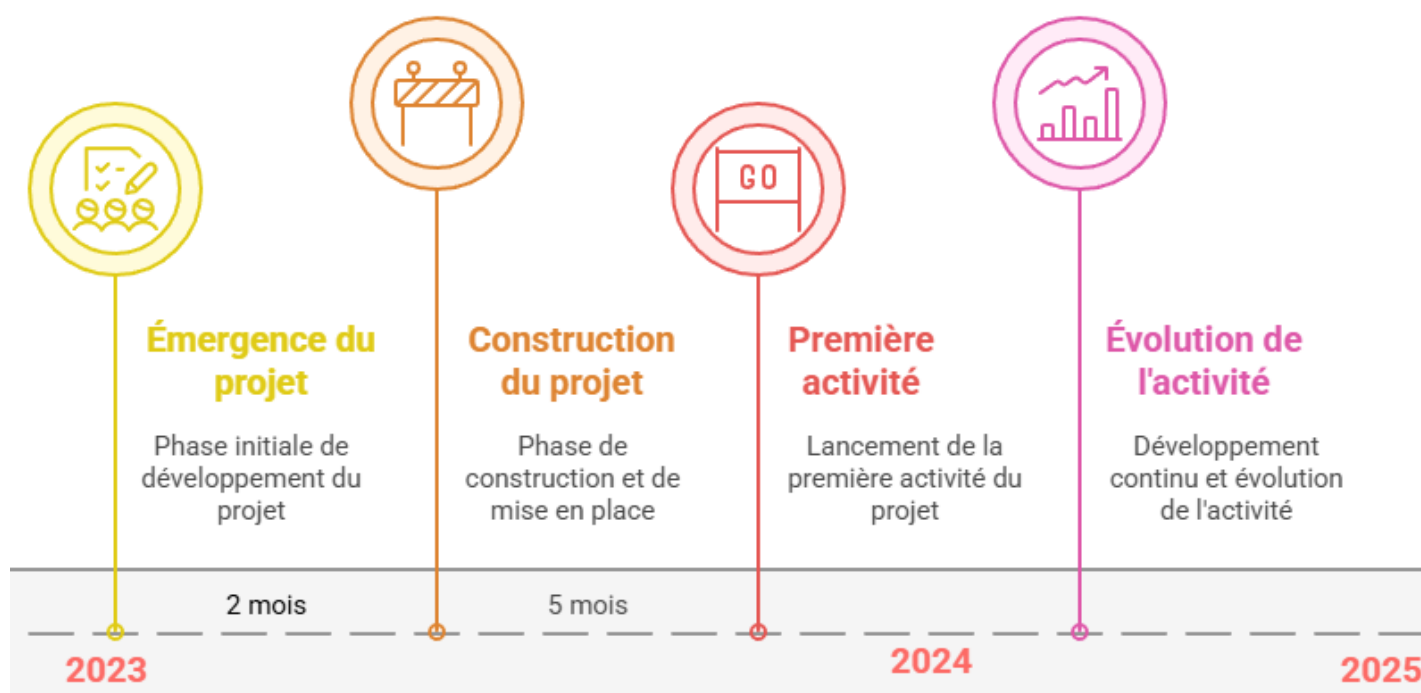 GO
Émergence du
projet
Phase initiale de
développement du
projet
Construction
du projet
Phase de
construction et de
mise en place
Première
activité
Lancement de la
première activité du
projet
Évolution de
l'activité
Développement
continu et évolution
de l'activité
2 mois
5 mois
2023
2024
2025